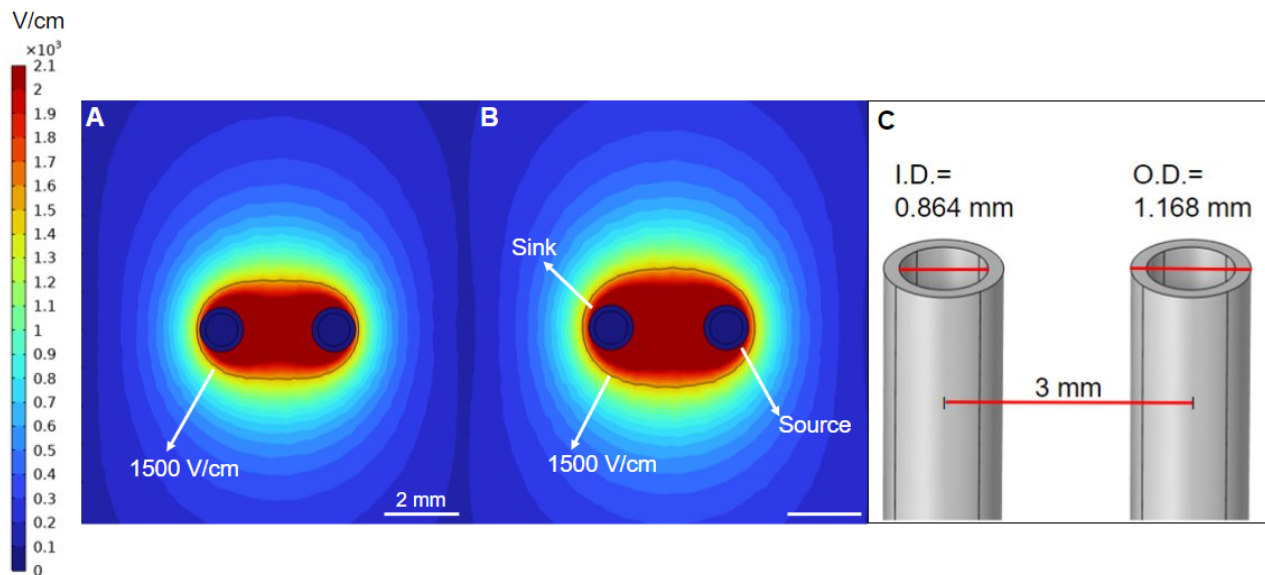 V/cm
×10³
2.1
2
1.9
1.8
1.7
1.6
1.5
1.4
1.3
1.2
1.1
1
0.9
0.8
0.7
0.6
0.5
0.4
0.3
0.2
0.1
0
A
1500 V/cm
2 mm
B
Sink
Source
1500 V/cm
C
I.D.=
0.864 mm
O.D.=
1.168 mm
3 mm